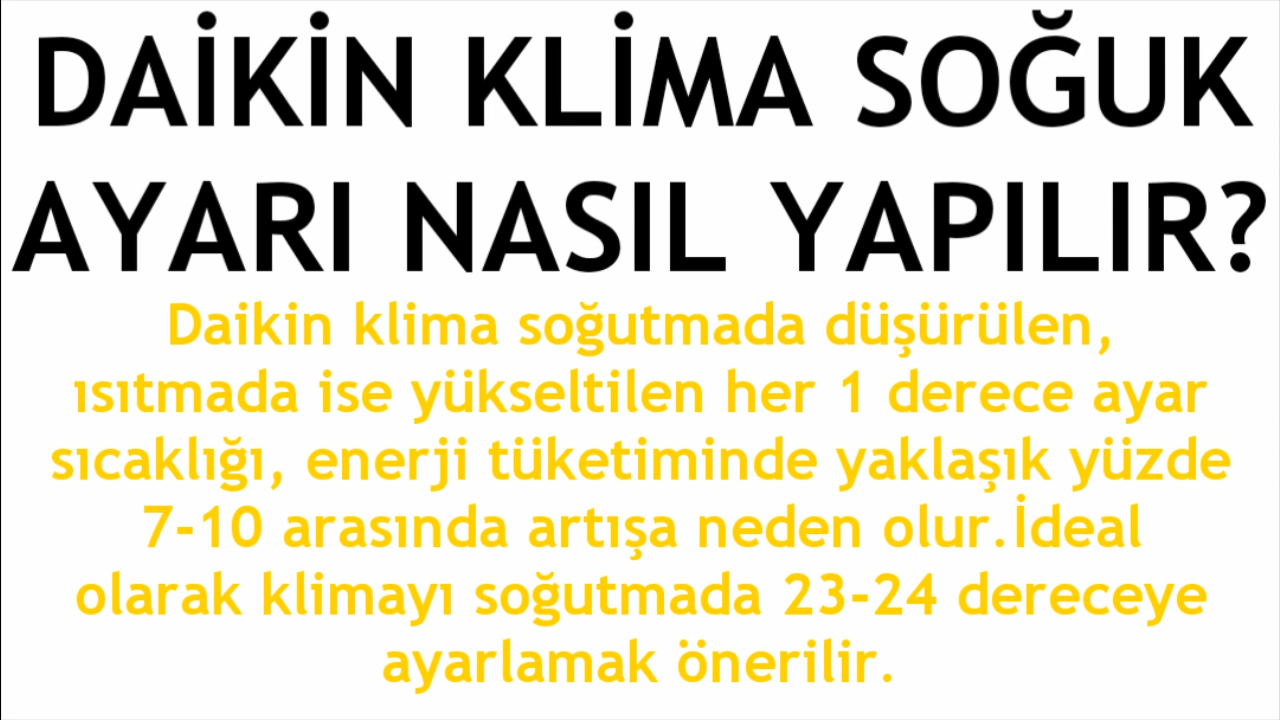 DAİKİN KLİMA SOĞUK
AYARI NASIL YAPILIR?
Daikin klima soğutmada düşürülen,
ısıtmada ise yükseltilen her 1 derece ayar
sıcaklığı, enerji tüketiminde yaklaşık yüzde
7-10 arasında artışa neden olur.İdeal
olarak klimayı soğutmada 23-24 dereceye
ayarlamak önerilir.